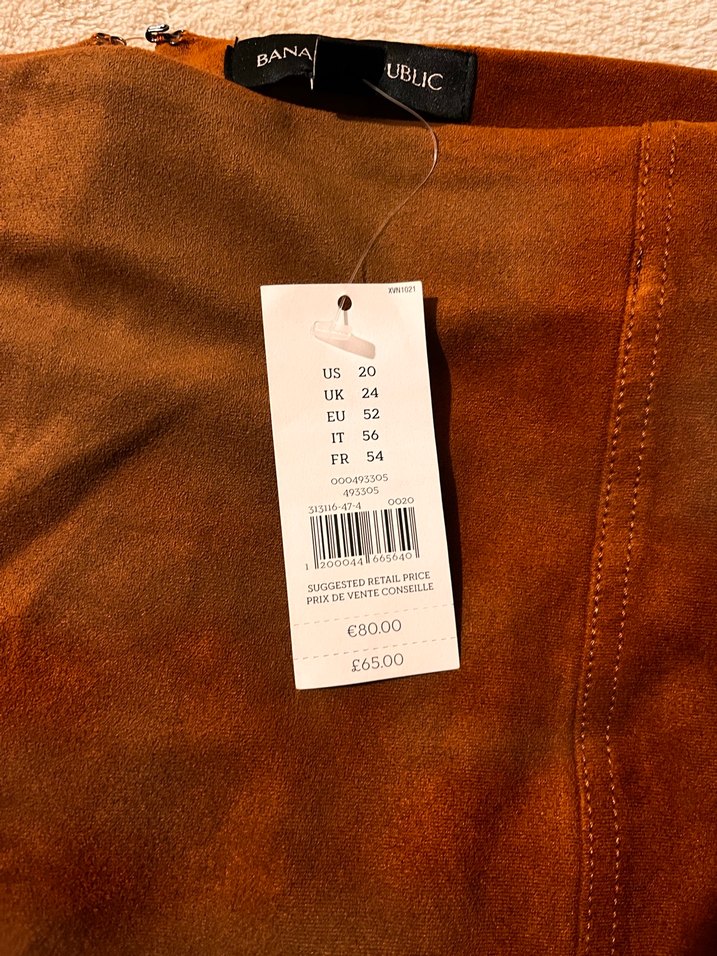 BANA UBLIC
XVN1021
US 20
UK 24
EU 52
IT 56
FR 54
000493305
493305
313116-47-4 0020
1 200044 665640
SUGGESTED RETAIL PRICE
PRIX DE VENTE CONSEILLE
€80.00
£65.00